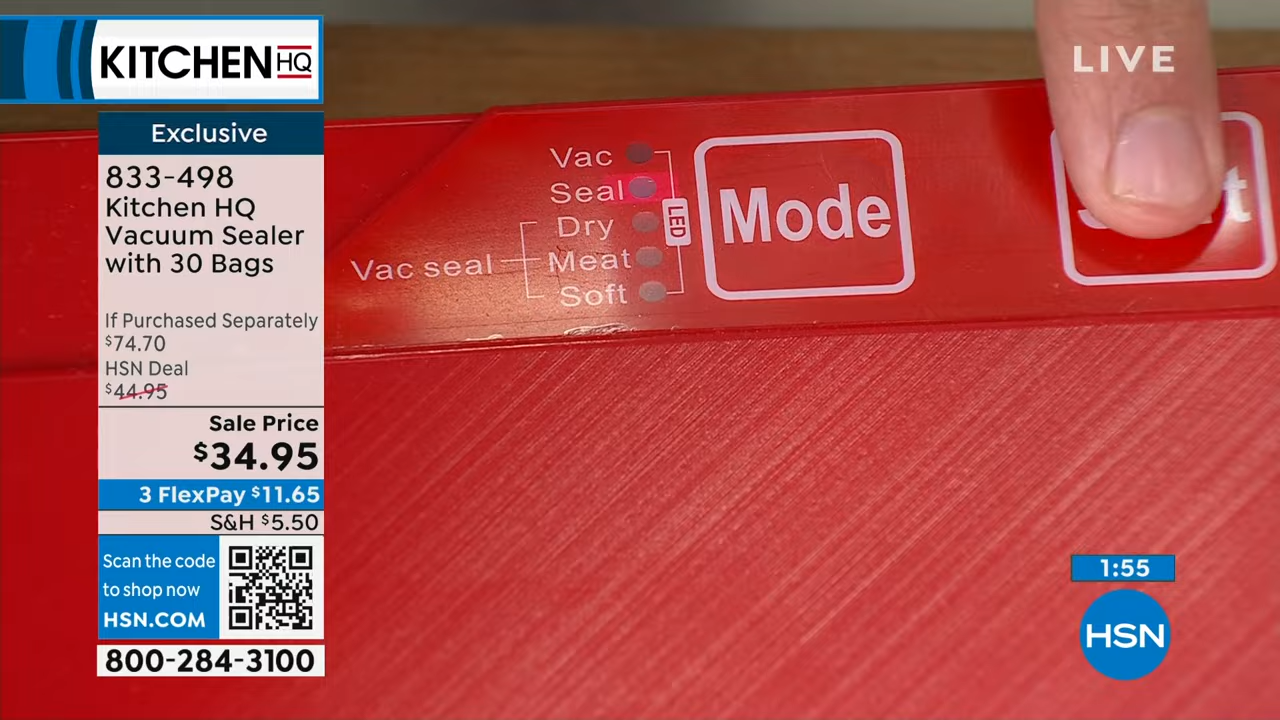 KITCHEN HQ
Exclusive
833-498
Kitchen HQ
Vacuum Sealer
with 30 Bags
If Purchased Separately
$74.70
HSN Deal
$44.95
Sale Price
$34.95
3 FlexPay $11.65
S&H $5.50
Scan the code
to shop now
HSN.COM
800-284-3100
LIVE
Vac
Seal
Dry
Vac seal
Meat
Soft
LED
Mode
1:55
HSN